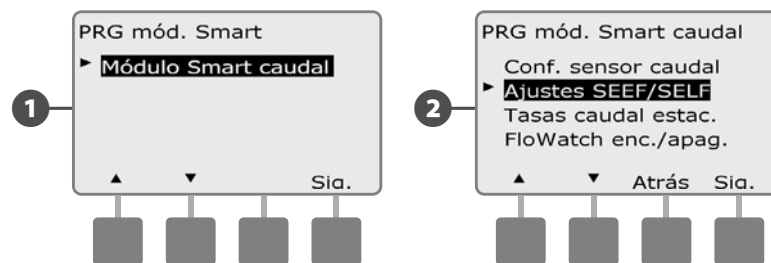 PRG mód. Smart
► Módulo Smart caudal
1
▲ ▼ Sig.
PRG mód. Smart caudal
Conf. sensor caudal
► Ajustes SEEF/SELF
2
Tasas caudal estac.
FloWatch enc./apag.
▲ ▼ Atrás Sig.